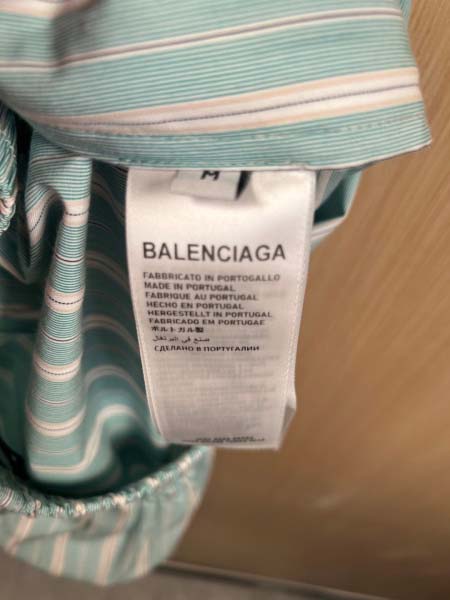 M
BALENCIAGA
FABBRICATO IN PORTOGALLO
MADE IN PORTUGAL
FABRIQUE AU PORTUGAL
HECHO EN PORTUGAL
HERGESTELLT IN PORTUGAL
FABRICADO EM PORTUGAE
ポルトガル製
صنع في البرتغال
СДЕЛАНО В ПОРТУГАЛИИ